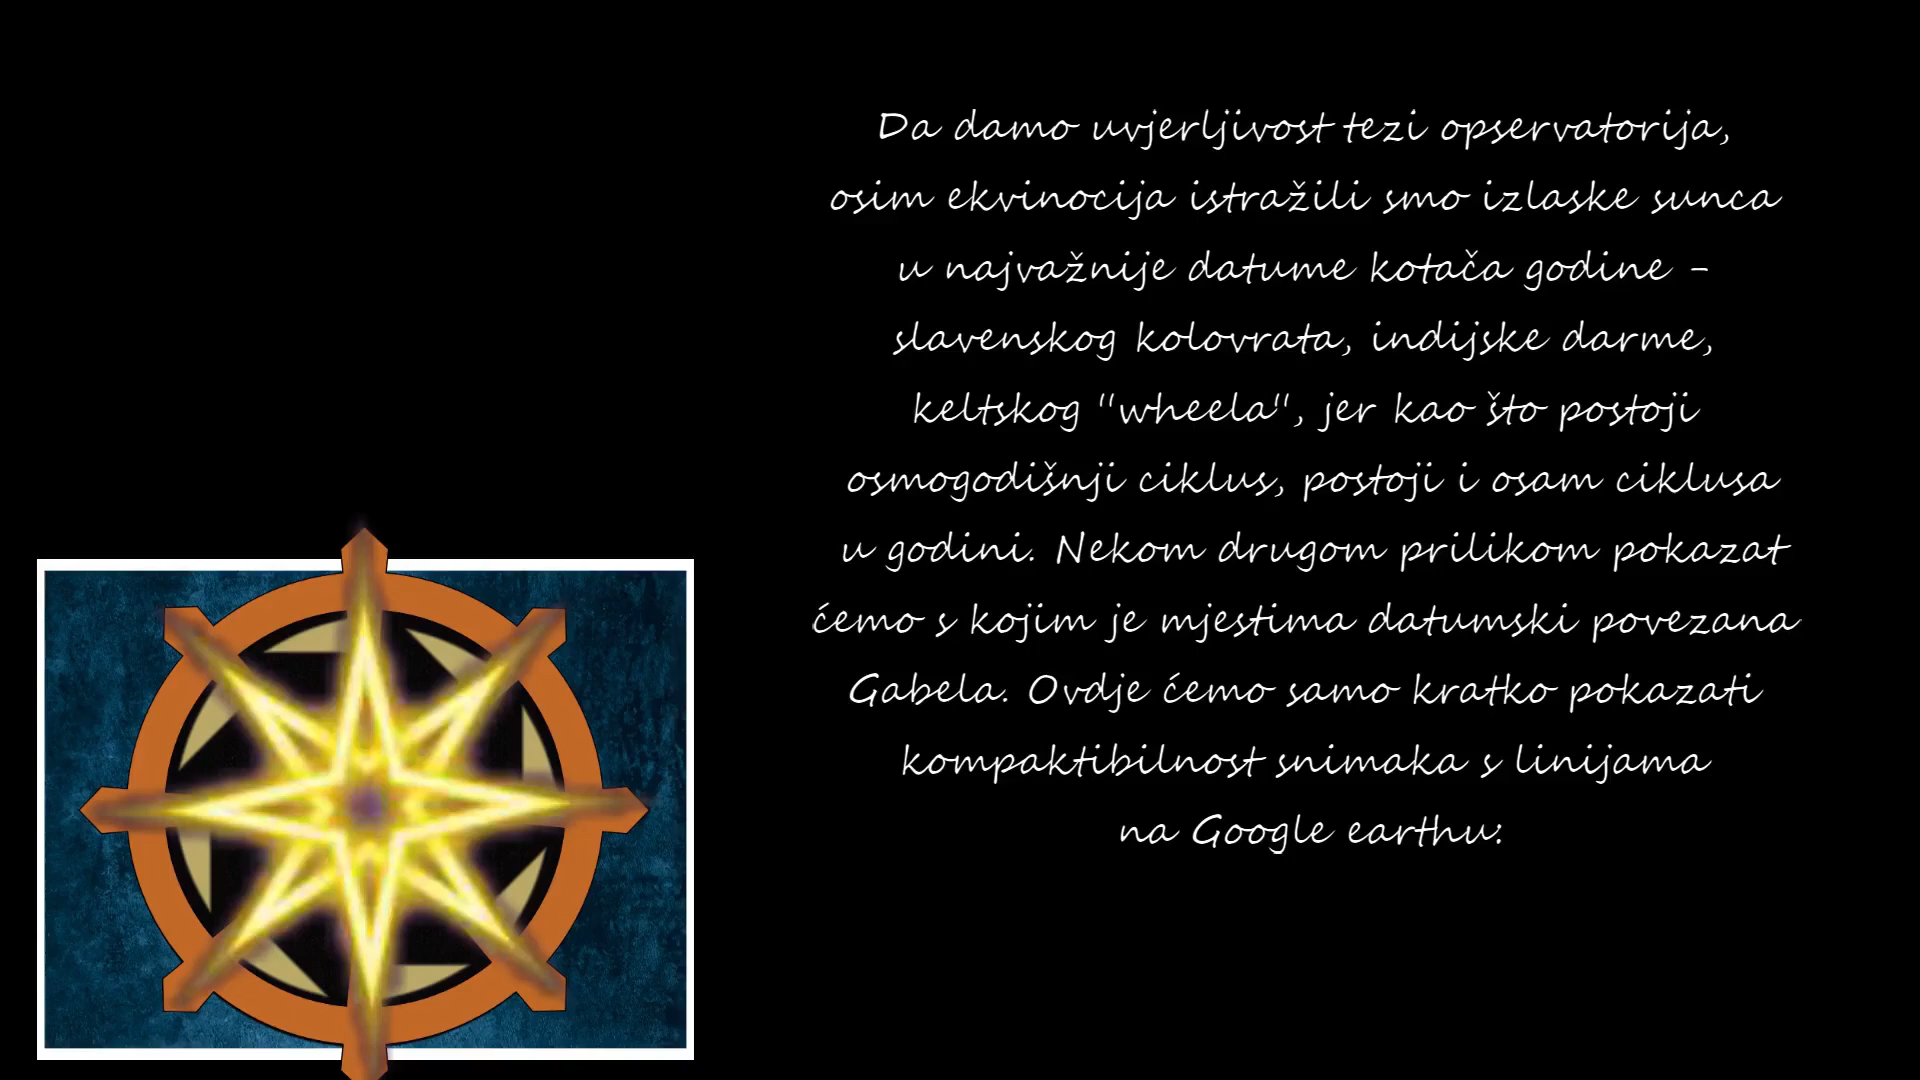 Da damo uvjerljivost tezi opservatorija,
osim ekvinocija istražili smo izlaske sunca
u najvažnije datume kotača godine -
slavenskog kolovrata, indijske darme,
keltskog "wheela", jer kao što postoji
osmogodišnji ciklus, postoji i osam ciklusa
u godini. Nekom drugom prilikom pokazat
ćemo s kojim je mjestima datumski povezana
Gabela. Ovdje ćemo samo kratko pokazati
kompaktibilnost snimaka s linijama
na Google earthu: